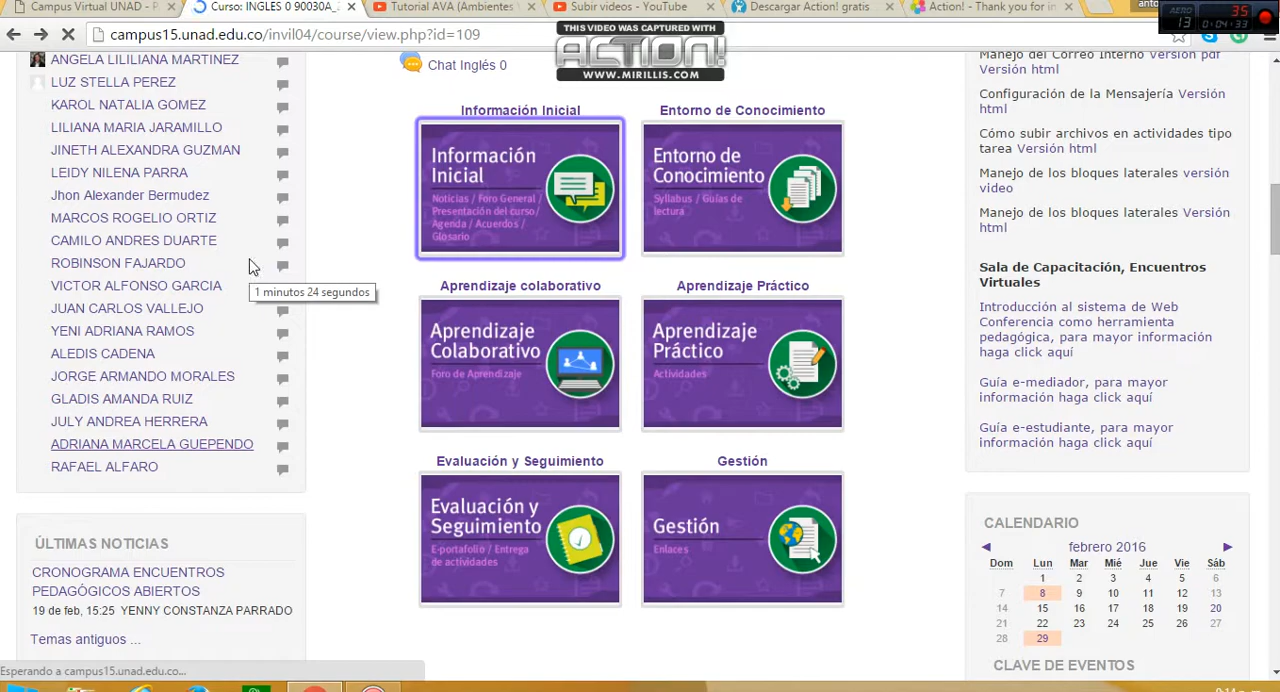 Campus Virtual UNAD - P
Curso: INGLES 0 90030A_
Tutorial AVA (Ambientes
Subir videos - YouTube
Descargar Action! gratis
Action! - Thank you for in
AERO
13
35
0:04:33
campus15.unad.edu.co/invil04/course/view.php?id=109
THIS VIDEO WAS CAPTURED WITH
ACTION!
WWW.MIRILLIS.COM
ANGELA LILILIANA MARTINEZ
LUZ STELLA PEREZ
KAROL NATALIA GOMEZ
LILIANA MARIA JARAMILLO
JINETH ALEXANDRA GUZMAN
LEIDY NILENA PARRA
Jhon Alexander Bermudez
MARCO ROGELIO ORTIZ
CAMILO ANDRES DUARTE
ROBINSON FAJARDO
VICTOR ALFONSO GARCIA
1 minutos 24 segundos
JUAN CARLOS VALLEJO
YENI ADRIANA RAMOS
ALEDIS CADENA
JORGE ARMANDO MORALES
GLADIS AMANDA RUIZ
JULY ANDREA HERRERA
ADRIANA MARCELA GUEPENDO
RAFAEL ALFARO
ÚLTIMAS NOTICIAS
CRONOGRAMA ENCUENTROS
PEDAGÓGICOS ABIERTOS
19 de feb, 15:25 YENNY CONSTANZA PARRADO
Temas antiguos ...
Esperando a campus15.unad.edu.co...
Chat Inglés 0
Información Inicial
Entorno de Conocimiento
Información
Inicial
Noticias / Foro General /
Presentación del curso/
Agenda / Acuerdos /
Glosario
Entorno de
Conocimiento
Syllabus / Guías de
lectura
Aprendizaje colaborativo
Aprendizaje Práctico
Aprendizaje
Colaborativo
Foro de Aprendizaje
Aprendizaje
Práctico
Actividades
Evaluación y Seguimiento
Gestión
Evaluación y
Seguimiento
E-portafolio / Entrega
de actividades
Gestión
Enlaces
Manejo del Correo Interno Versión pdf
Versión html
Configuración de la Mensajería Versión
html
Cómo subir archivos en actividades tipo
tarea Versión html
Manejo de los bloques laterales versión
video
Manejo de los bloques laterales Versión
html
Sala de Capacitación, Encuentros
Virtuales
Introducción al sistema de Web
Conferencia como herramienta
pedagógica, para mayor información
haga click aquí
Guía e-mediador, para mayor
información haga click aquí
Guía e-estudiante, para mayor
información haga click aquí
CALENDARIO
◄ febrero 2016 ►
Dom Lun Mar Mié Jue Vie Sáb
1 2 3 4 5 6
7 8 9 10 11 12 13
14 15 16 17 18 19 20
21 22 23 24 25 26 27
28 29
CLAVE DE EVENTOS